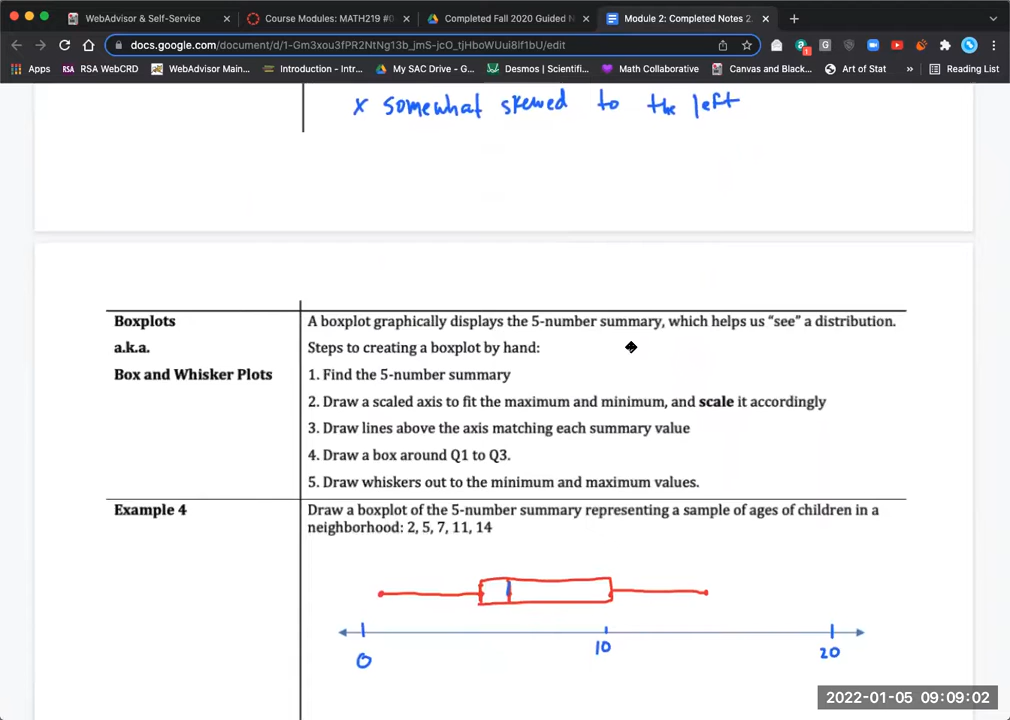 WebAdvisor & Self-Service
Course Modules: MATH219 #
Completed Fall 2020 Guided N
Module 2: Completed Notes 2.
docs.google.com/document/d/1-Gm3xou3fPR2NtNg13b_jmS-jcO_tjHboWUui8If1bU/edit
Apps
RSA WebCRD
WebAdvisor Main...
Introduction - Intr...
My SAC Drive - G...
Desmos | Scientifi...
Math Collaborative
Canvas and Black...
Art of Stat
»
Reading List
x somewhat skewed to the left
Boxplots
a.k.a.
Box and Whisker Plots
A boxplot graphically displays the 5-number summary, which helps us “see” a distribution.
Steps to creating a boxplot by hand:
1. Find the 5-number summary
2. Draw a scaled axis to fit the maximum and minimum, and scale it accordingly
3. Draw lines above the axis matching each summary value
4. Draw a box around Q1 to Q3.
5. Draw whiskers out to the minimum and maximum values.
Example 4
Draw a boxplot of the 5-number summary representing a sample of ages of children in a
neighborhood: 2, 5, 7, 11, 14
0
10
20
2022-01-05 09:09:02